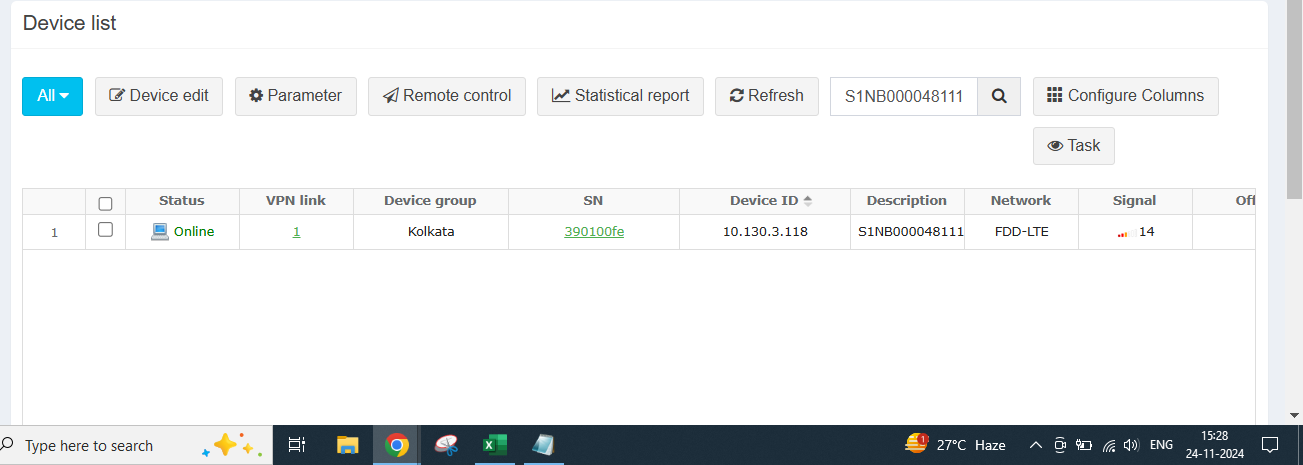 Device list
All
Device edit
Parameter
Remote control
Statistical report
Refresh
S1NB000048111
Configure Columns
Task
Status VPN link Device group SN Device ID Description Network Signal Off
1 Online 1 Kolkata 390100fe 10.130.3.118 S1NB000048111 FDD-LTE 14
Type here to search
1 27°C Haze ENG
15:28
24-11-2024